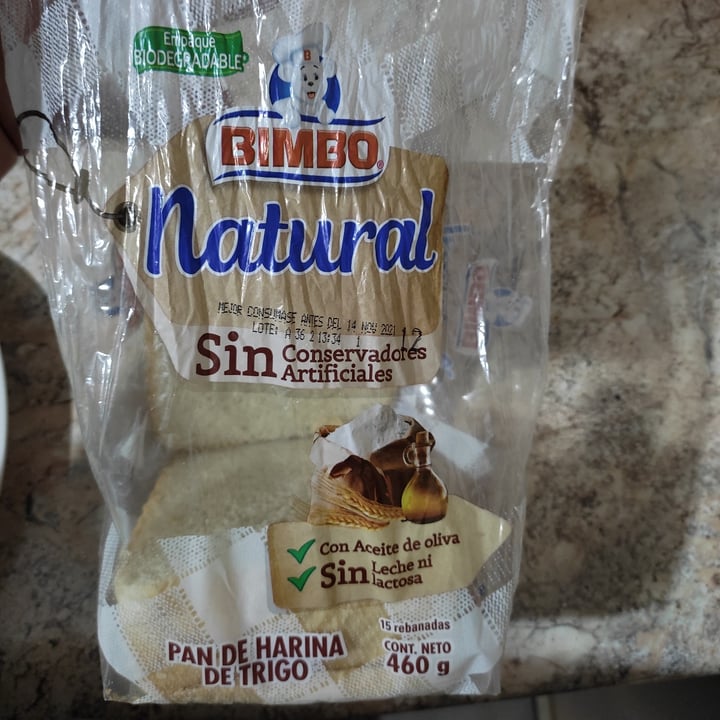 Empaque
BIODEGRADABLE
B
BIMBO®
Natural
MEJOR CONSUMASE ANTES DEL 14 NOV 2021
LOTE: A 36 2 13:34 1 12
Sin Conservadores
Artificiales
Con Aceite de oliva
Sin Leche ni
lactosa
15 rebanadas
PAN DE HARINA
DE TRIGO
CONT. NETO
460 g